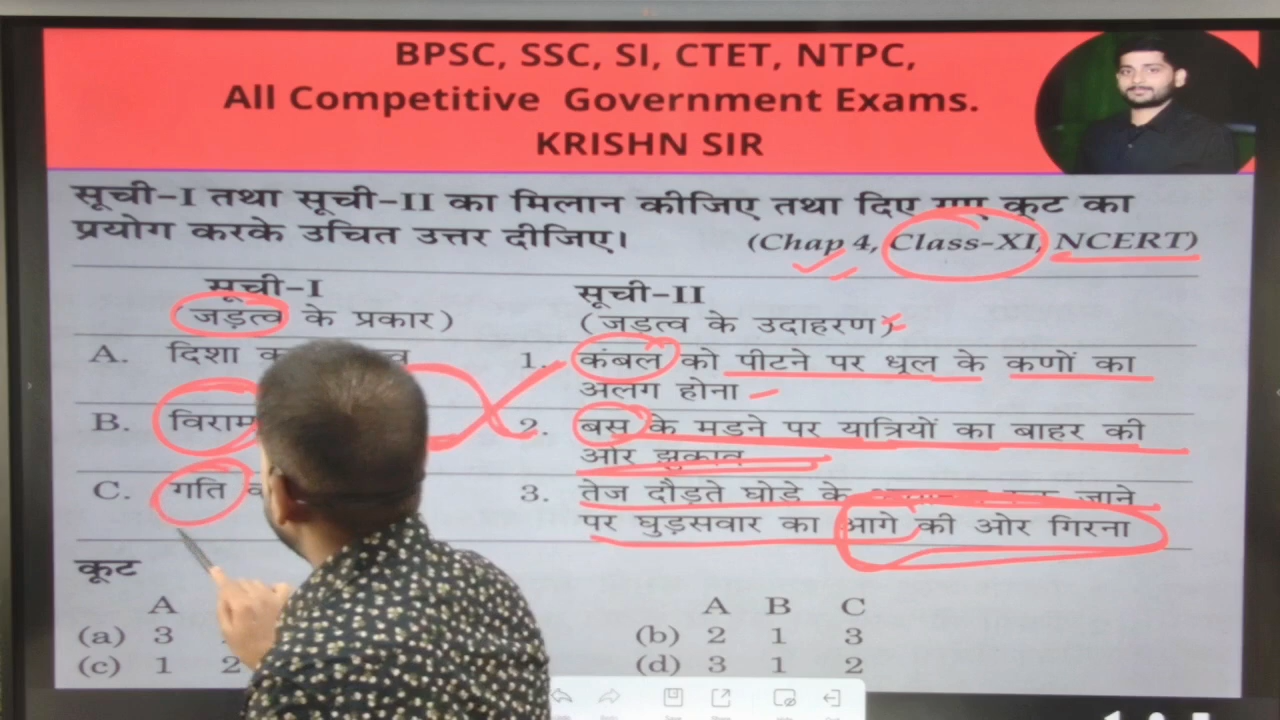 BPSC, SSC, SI, CTET, NTPC,
All Competitive Government Exams.
KRISHN SIR
सूची-I तथा सूची-II का मिलान कीजिए तथा दिए गए कूट का
प्रयोग करके उचित उत्तर दीजिए।
(Chap 4, Class-XI, NCERT)
सूची-I
सूची-II
(जड़त्व के प्रकार)
(जड़त्व के उदाहरण)
A. दिशा
1. कंबल को पीटने पर धूल के कणों का
अलग होना
B. विराम
2. बस के मुड़ने पर यात्रियों का बाहर की
ओर झुकाव
C. गति
3. तेज दौड़ते घोड़े के जाने
पर घुड़सवार का आगे की ओर गिरना
कूट
A
A B C
(a) 3
(b) 2 1 3
(c) 1 2
(d) 3 1 2